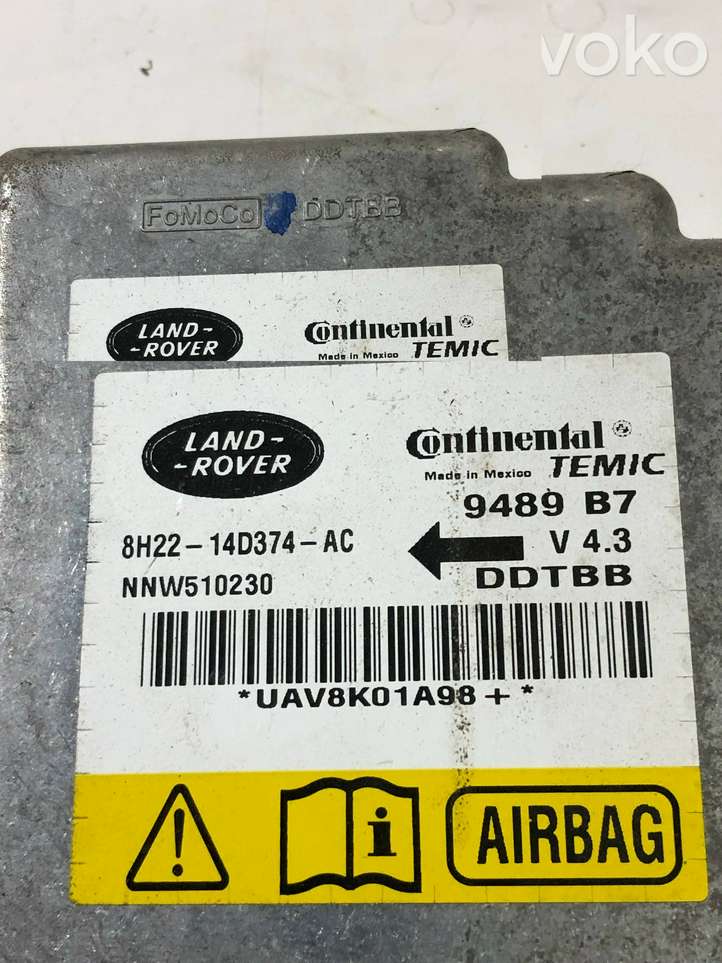 voko
FoMoCo DDTBB
LAND-
-ROVER
Continental
Made in Mexico TEMIC
LAND-
-ROVER
Continental
Made in Mexico TEMIC
9489 B7
8H22-14D374-AC
V 4.3
NNW510230
DDTBB
*UAV8K01A98+*
i
AIRBAG